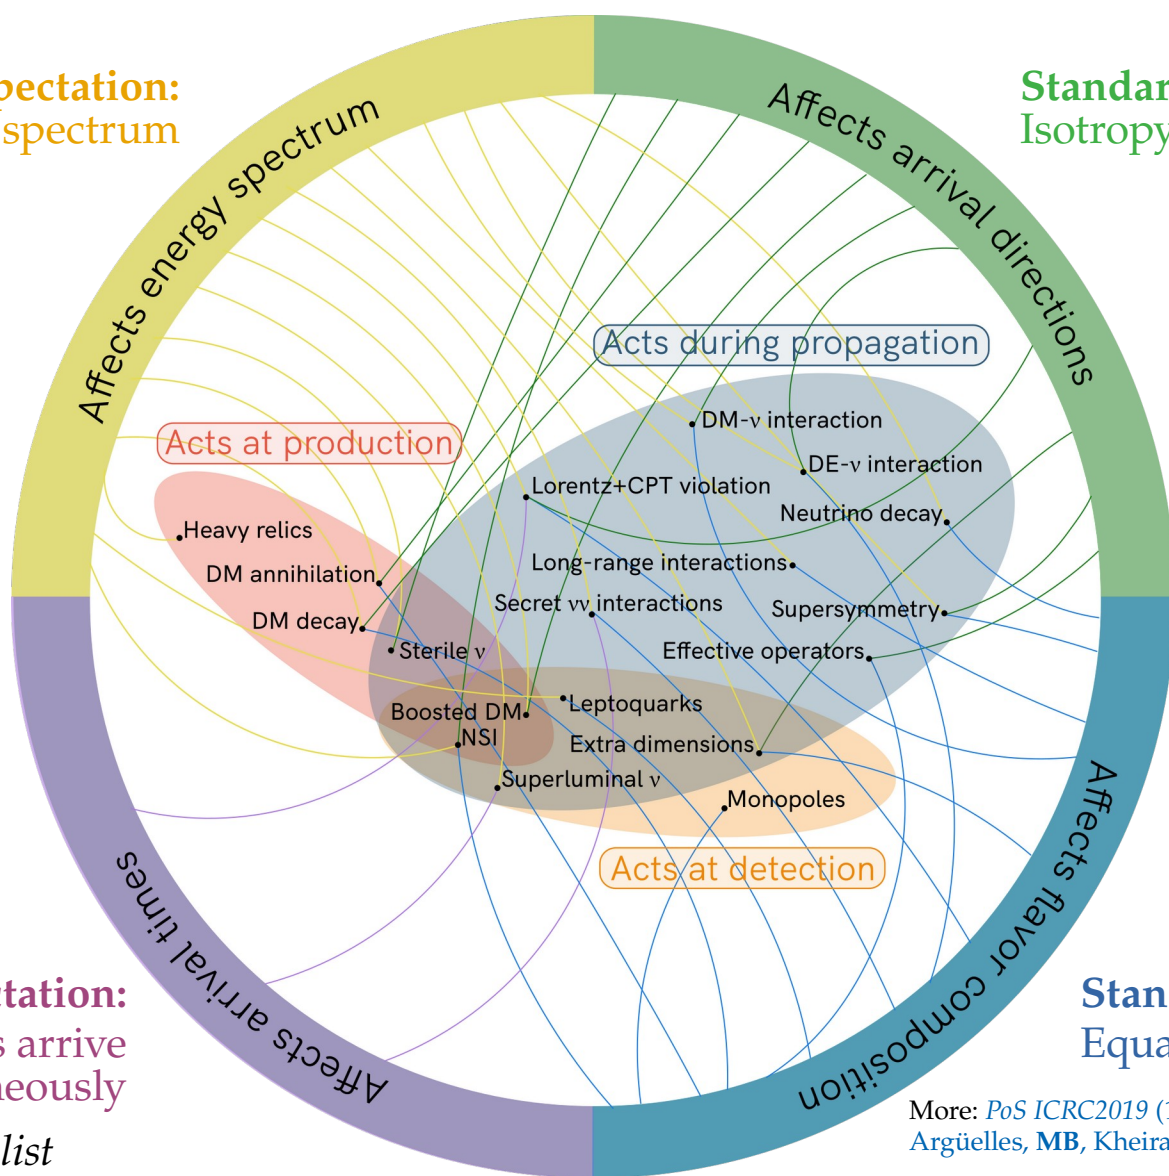 pectation:
spectrum
Standar
Isotropy
Affects energy spectrum
Affects arrival directions
Acts during propagation
DM-ν interaction
Acts at production
DE-ν interaction
Lorentz+CPT violation
Neutrino decay
Heavy relics
Long-range interactions
DM annihilation
Secret νν interactions
Supersymmetry
DM decay
Sterile ν
Effective operators
Leptoquarks
Boosted DM
NSI
Extra dimensions
Superluminal ν
Monopoles
Acts at detection
Affects arrival times
Affects flavor composition
tation:
s arrive
neously
list
Stan
Equa
More: PoS ICRC2019 (1
Argüelles, MB, Kheira